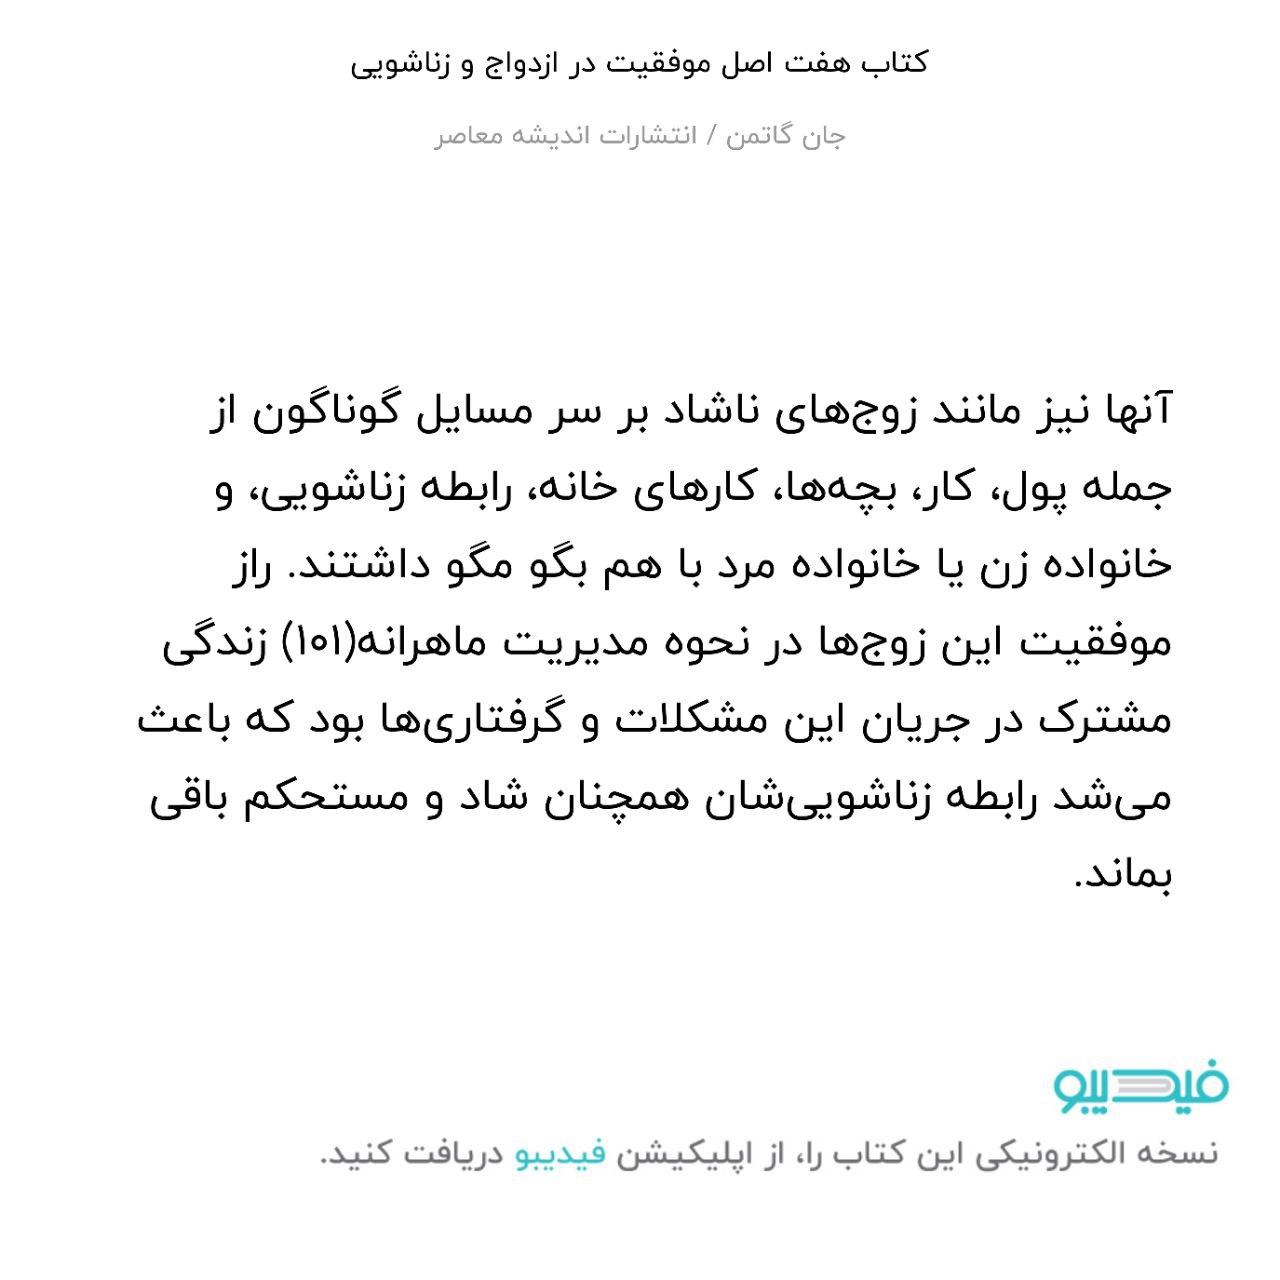 کتاب هفت اصل موفقیت در ازدواج و زناشویی
جان گاتمن / انتشارات اندیشه معاصر
آنها نیز مانند زوج‌های ناشاد بر سر مسایل گوناگون از
جمله پول، کار، بچه‌ها، کارهای خانه، رابطه زناشویی، و
خانواده زن یا خانواده مرد با هم بگو مگو داشتند. راز
موفقیت این زوج‌ها در نحوه مدیریت ماهرانه(۱۰۱) زندگی
مشترک در جریان این مشکلات و گرفتاری‌ها بود که باعث
می‌شد رابطه زناشویی‌شان همچنان شاد و مستحکم باقی
بماند.
فیدیبو
نسخه الکترونیکی این کتاب را، از اپلیکیشن فیدیبو دریافت کنید.